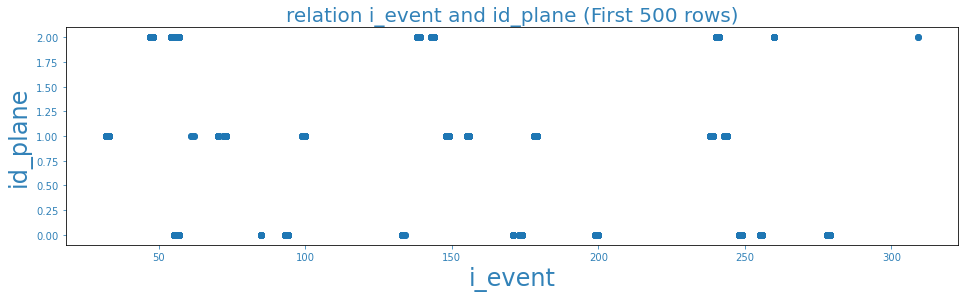 relation i_event and id_plane (First 500 rows)
id_plane
2.00
1.75
1.50
1.25
1.00
0.75
0.50
0.25
0.00
50 100 150 200 250 300
i_event